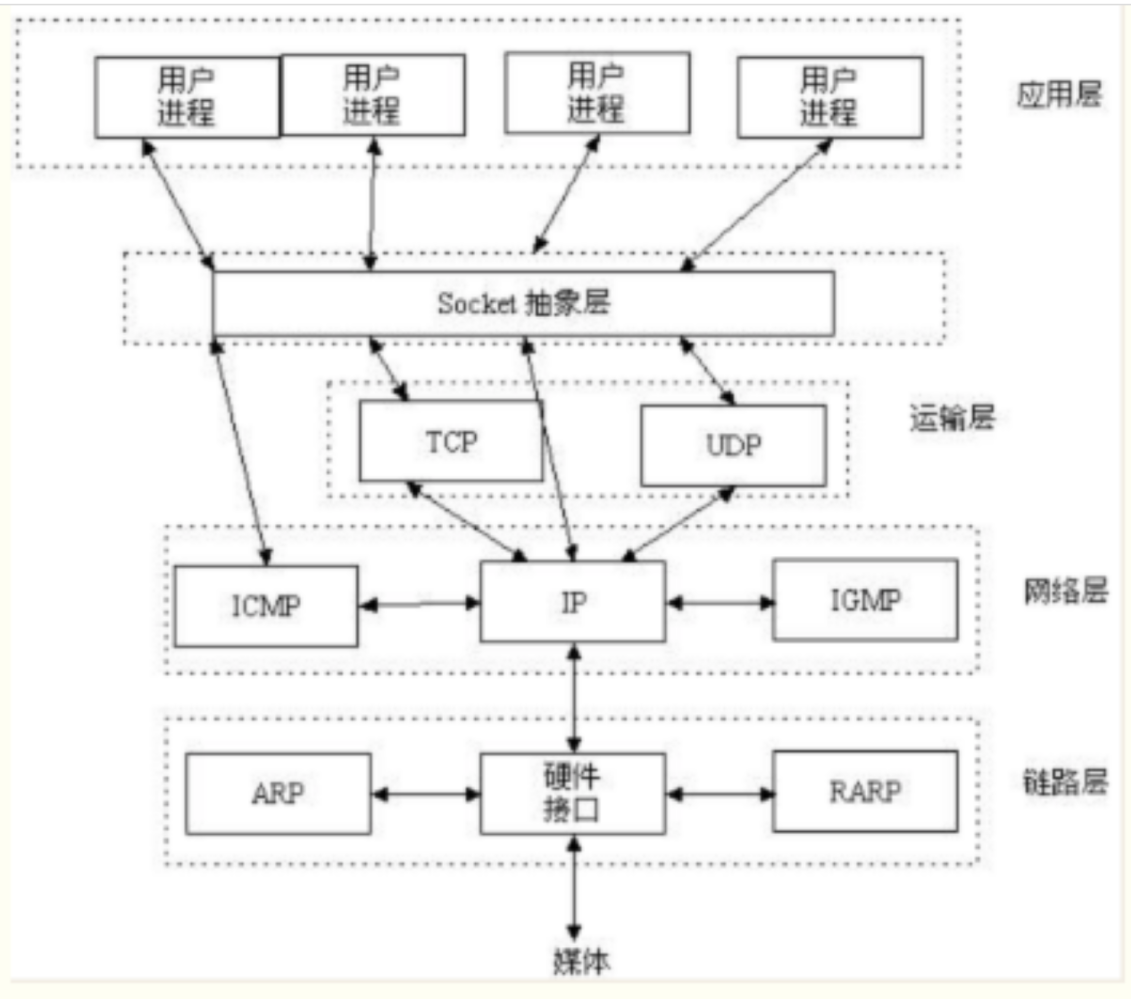 用户
进程
用户
进程
用户
进程
用户
进程
应用层
Socket 抽象层
TCP
UDP
运输层
ICMP
IP
IGMP
网络层
ARP
硬件
接口
RARP
链路层
媒体